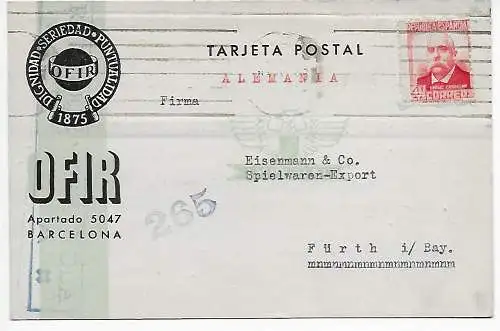 DIGNIDAD·SERIEDAD·PUNTUALIDAD
OFIR
1875
TARJETA POSTAL
ALEMANIA
REPUBLICA ESPAÑOLA
CORREOS
Firma
OFIR
Apartado 5047
BARCELONA
265
Eisenmann & Co.
Spielwaren-Export
Fürth i/ Bay.